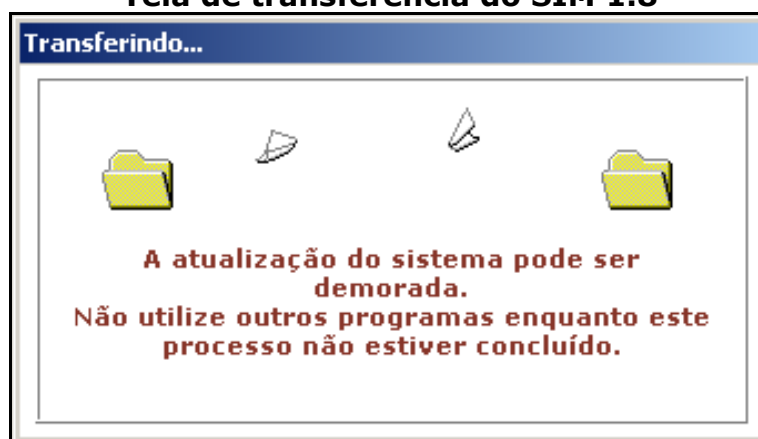 Tela de transferência do SIM 1.8
Transferindo...
A atualização do sistema pode ser
demorada.
Não utilize outros programas enquanto este
processo não estiver concluído.